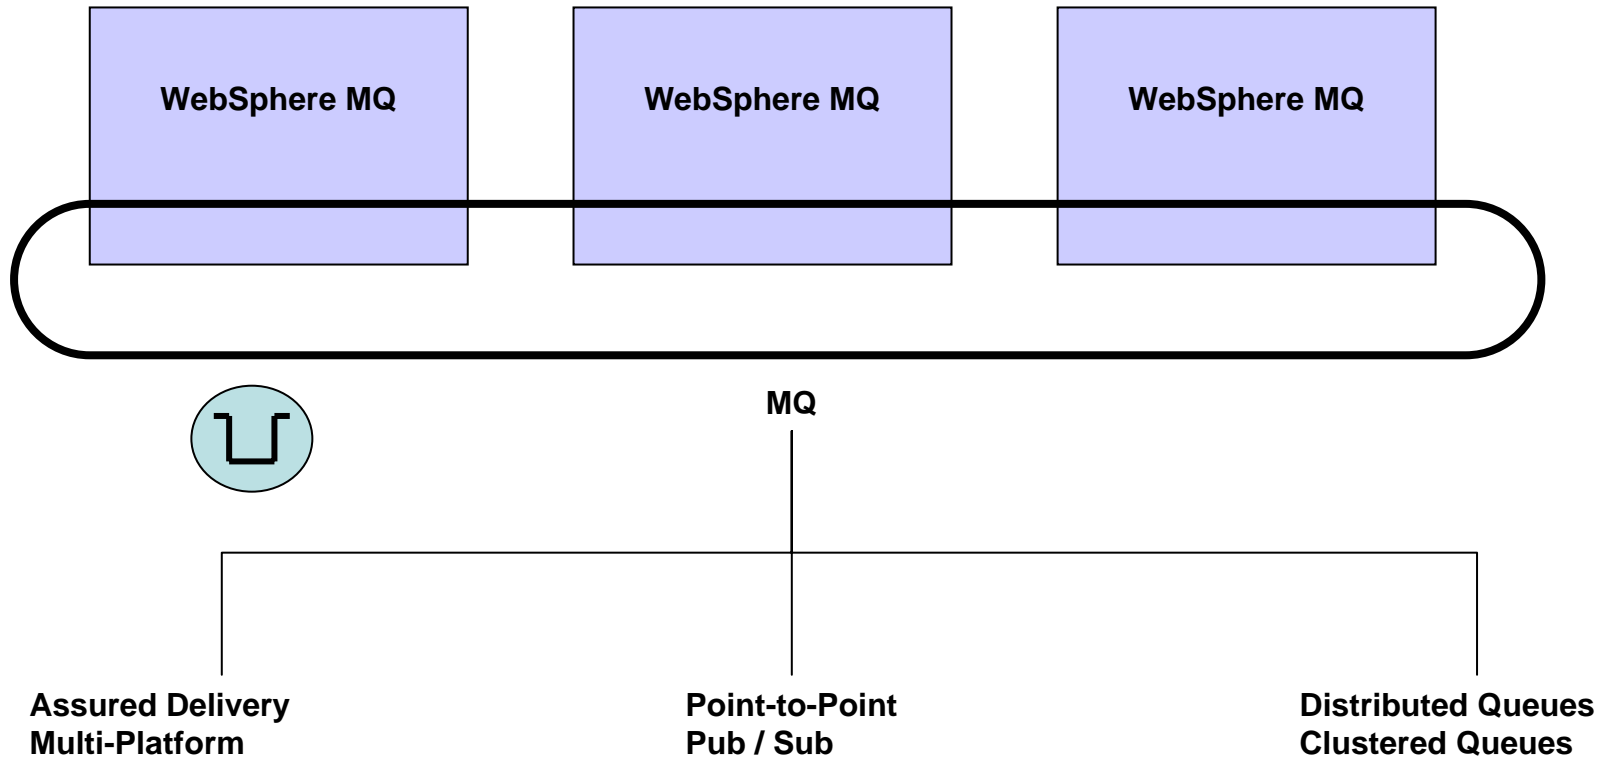 WebSphere MQ
WebSphere MQ
WebSphere MQ
MQ
Assured Delivery
Multi-Platform
Point-to-Point
Pub / Sub
Distributed Queues
Clustered Queues